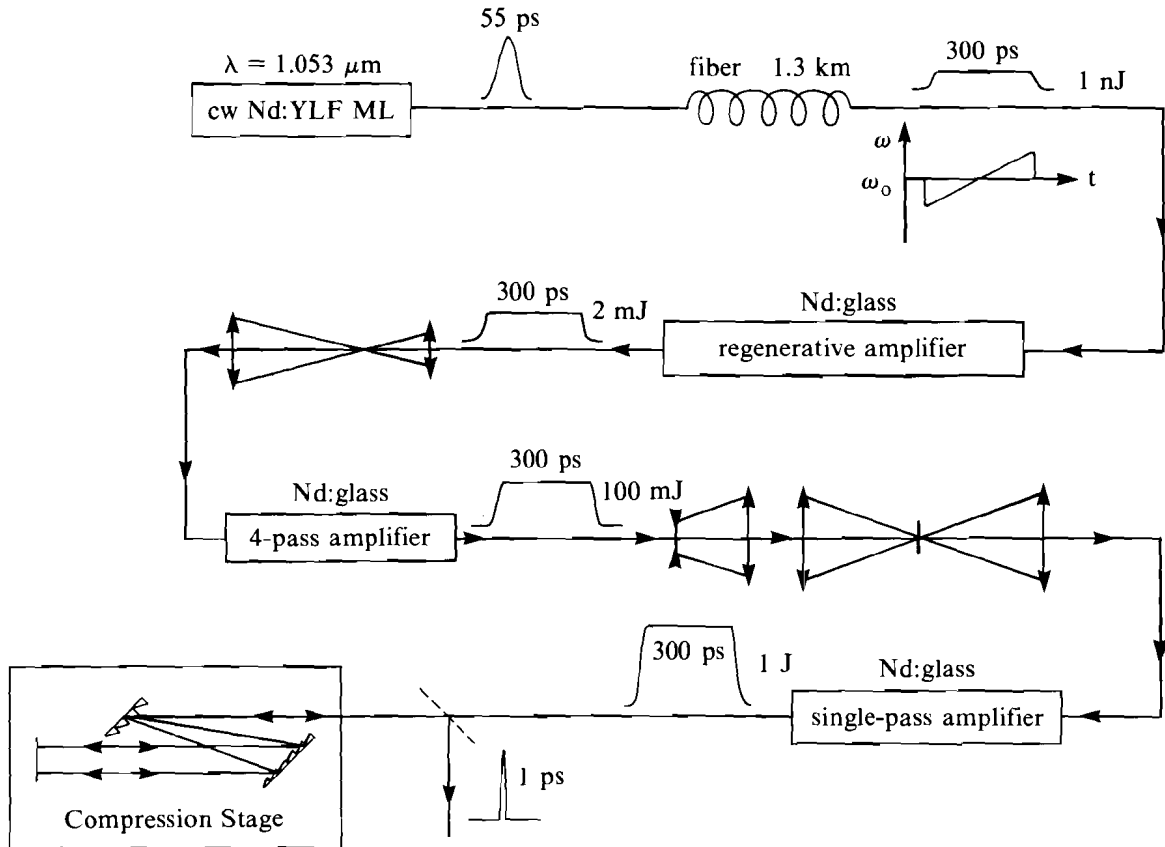 55 ps
λ = 1.053 μm
cw Nd:YLF ML
fiber 1.3 km
300 ps
1 nJ
ω
ω₀
t
300 ps
2 mJ
Nd:glass
regenerative amplifier
Nd:glass
4-pass amplifier
300 ps
100 mJ
300 ps
1 J
Nd:glass
single-pass amplifier
1 ps
Compression Stage